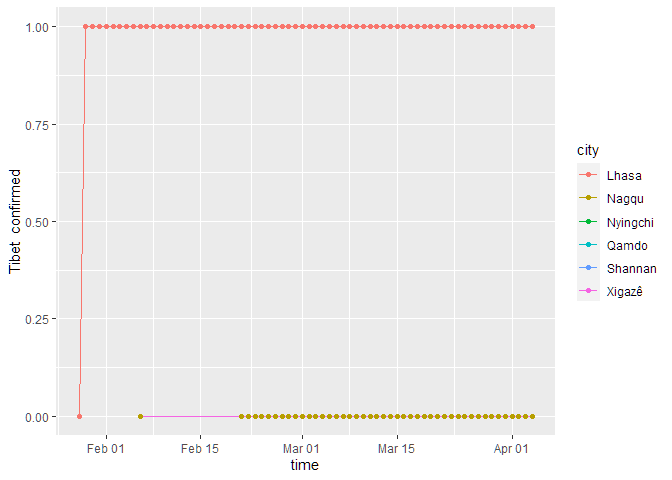 1.00
0.75
0.50
0.25
0.00
Tibet confirmed
Feb 01
Feb 15
Mar 01
Mar 15
Apr 01
time
city
Lhasa
Nagqu
Nyingchi
Qamdo
Shannan
Xigazê